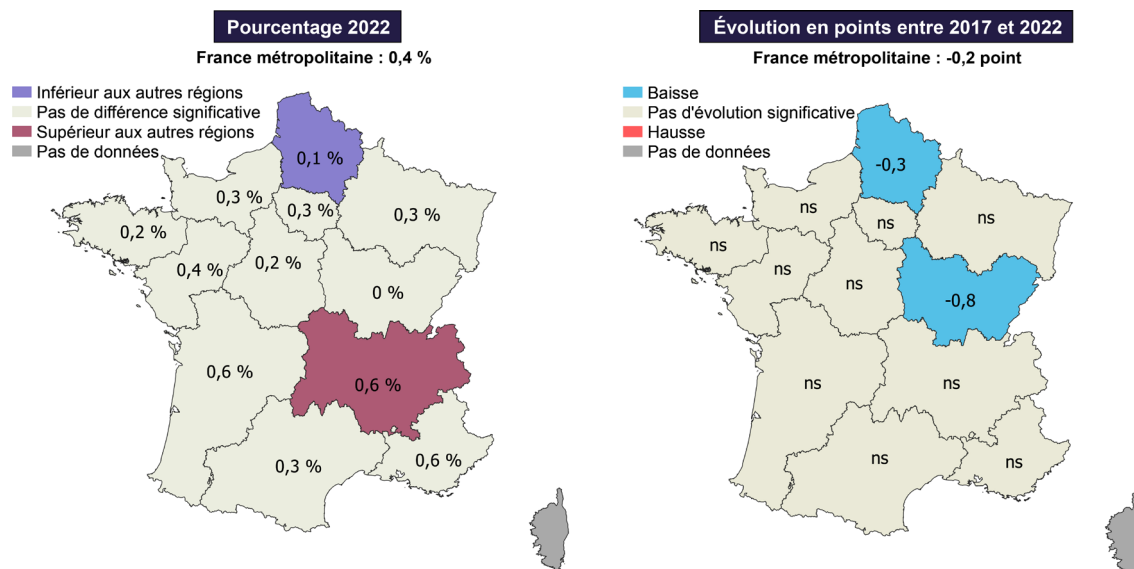 Pourcentage 2022
France métropolitaine : 0,4 %
Inférieur aux autres régions
Pas de différence significative
Supérieur aux autres régions
Pas de données
0,1 %
0,3 %
0,3 %
0,3 %
0,2 %
0,4 %
0,2 %
0 %
0,6 %
0,6 %
0,3 %
0,6 %
Évolution en points entre 2017 et 2022
France métropolitaine : -0,2 point
Baisse
Pas d'évolution significative
Hausse
Pas de données
-0,3
ns
ns
ns
ns
ns
ns
-0,8
ns
ns
ns
ns